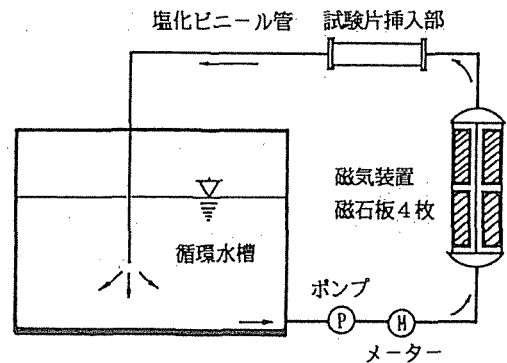 塩化ビニール管
試験片挿入部
磁気装置
磁石板4枚
循環水槽
ポンプ
P
M
メーター